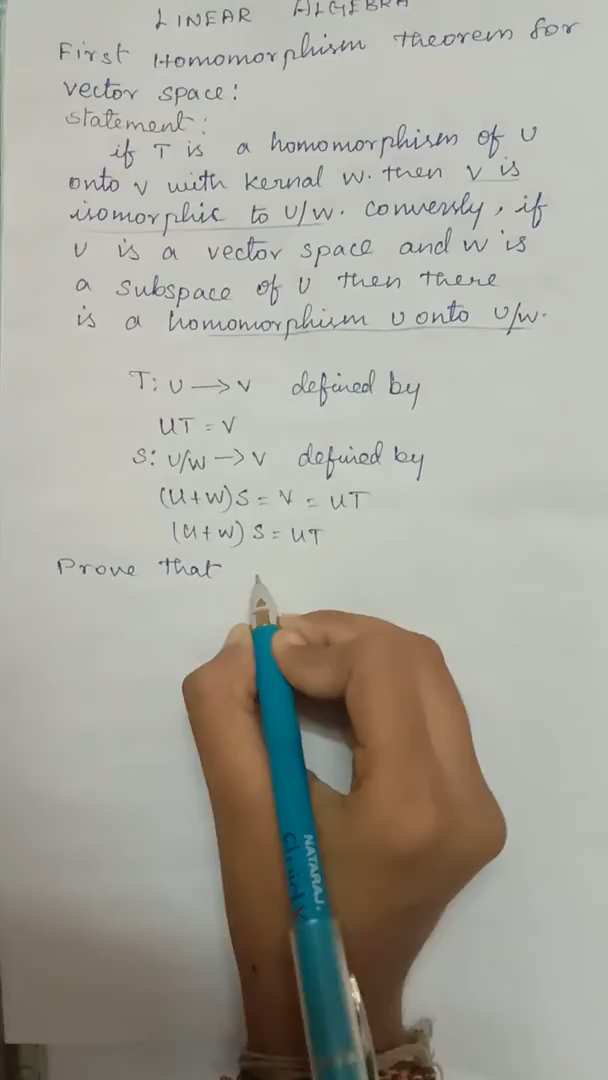 LINEAR ALGEBRA
First Homomorphism theorem for
vector space:
statement:
if T is a homomorphism of U
onto V with kernal W. then V is
isomorphic to U/W. conversly, if
U is a vector space and W is
a subspace of U then there
is a homomorphism U onto U/W.
T: U → V defined by
UT = V
S: U/W → V defined by
(U+W)S = V = UT
(U+W) S = UT
Prove that
NATARAJ